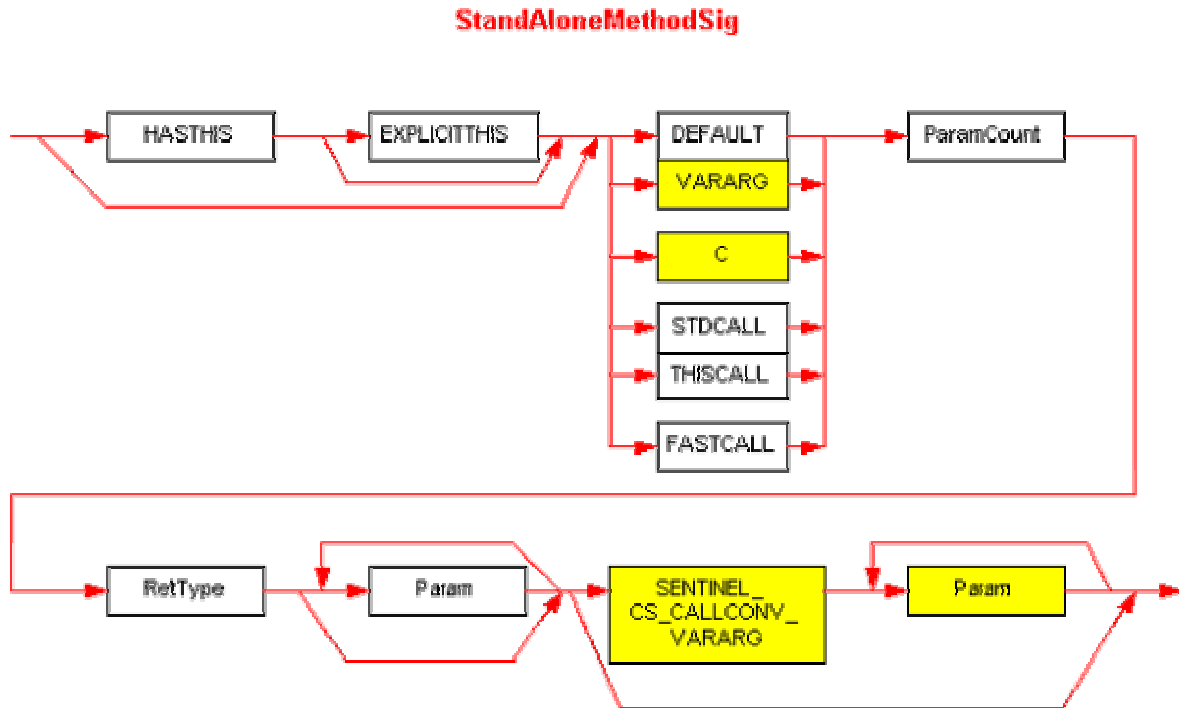 StandAloneMethodSig
HASTHIS
EXPLICITTHIS
DEFAULT
ParamCount
VARARG
C
STDCALL
THISCALL
FASTCALL
RetType
Param
SENTINEL_
CS_CALLCONV_
VARARG
Param